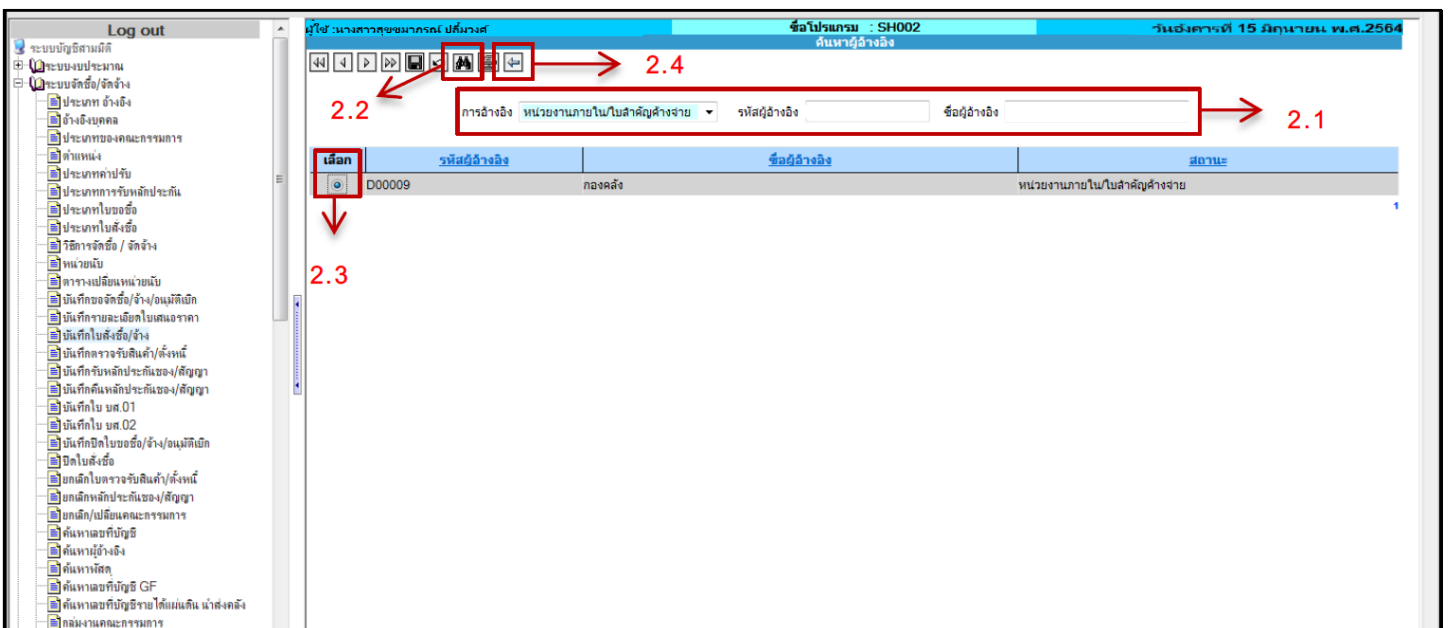 Log out
ระบบบัญชีสามมิติ
ระบบงบประมาณ
ระบบจัดซื้อ/จัดจ้าง
ประเภท อ้างอิง
อ้างอิงบุคคล
ประเภทของคณะกรรมการ
ตำแหน่ง
ประเภทค่าปรับ
ประเภทการรับหลักประกัน
ประเภทใบขอซื้อ
ประเภทใบสั่งซื้อ
วิธีการจัดซื้อ / จัดจ้าง
หน่วยนับ
ตารางเปลี่ยนหน่วยนับ
บันทึกขอจัดซื้อ/จ้าง/อนุมัติเบิก
บันทึกรายละเอียดใบเสนอราคา
บันทึกใบสั่งซื้อ/จ้าง
บันทึกตรวจรับสินค้า/ตั้งหนี้
บันทึกรับหลักประกันซอง/สัญญา
บันทึกคืนหลักประกันซอง/สัญญา
บันทึกใบ บส.01
บันทึกใบ บส.02
บันทึกปิดใบขอซื้อ/จ้าง/อนุมัติเบิก
ปิดใบสั่งซื้อ
ยกเลิกใบตรวจรับสินค้า/ตั้งหนี้
ยกเลิกหลักประกันซอง/สัญญา
ยกเลิก/เปลี่ยนคณะกรรมการ
ค้นหาเลขที่บัญชี
ค้นหาผู้อ้างอิง
ค้นหาพัสดุ
ค้นหาเลขที่บัญชี GF
ค้นหาเลขที่บัญชีรายได้แผ่นดิน นำส่งคลัง
กลุ่มงานคณะกรรมการ
ผู้ใช้ :นางสาวสุขขมาภรณ์ ปลื้มวงศ์ ชื่อโปรแกรม : SH002 วันอังคารที่ 15 มิถุนายน พ.ศ.2564
ค้นหาผู้อ้างอิง
2.4
2.2
การอ้างอิง หน่วยงานภายใน/ใบสำคัญค้างจ่าย รหัสผู้อ้างอิง ชื่อผู้อ้างอิง
2.1
เลือก รหัสผู้อ้างอิง ชื่อผู้อ้างอิง สถานะ
D00009 กองคลัง หน่วยงานภายใน/ใบสำคัญค้างจ่าย
1
2.3